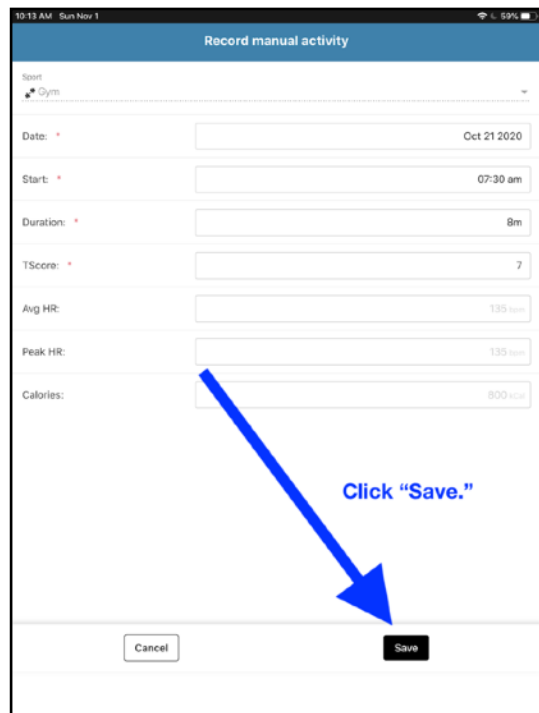 10:13 AM Sun Nov 1 59%
Record manual activity
Sport
Gym
Date: * Oct 21 2020
Start: * 07:30 am
Duration: * 8m
TScore: * 7
Avg HR: 135 bpm
Peak HR: 135 bpm
Calories: 800 kcal
Click “Save.”
Cancel Save